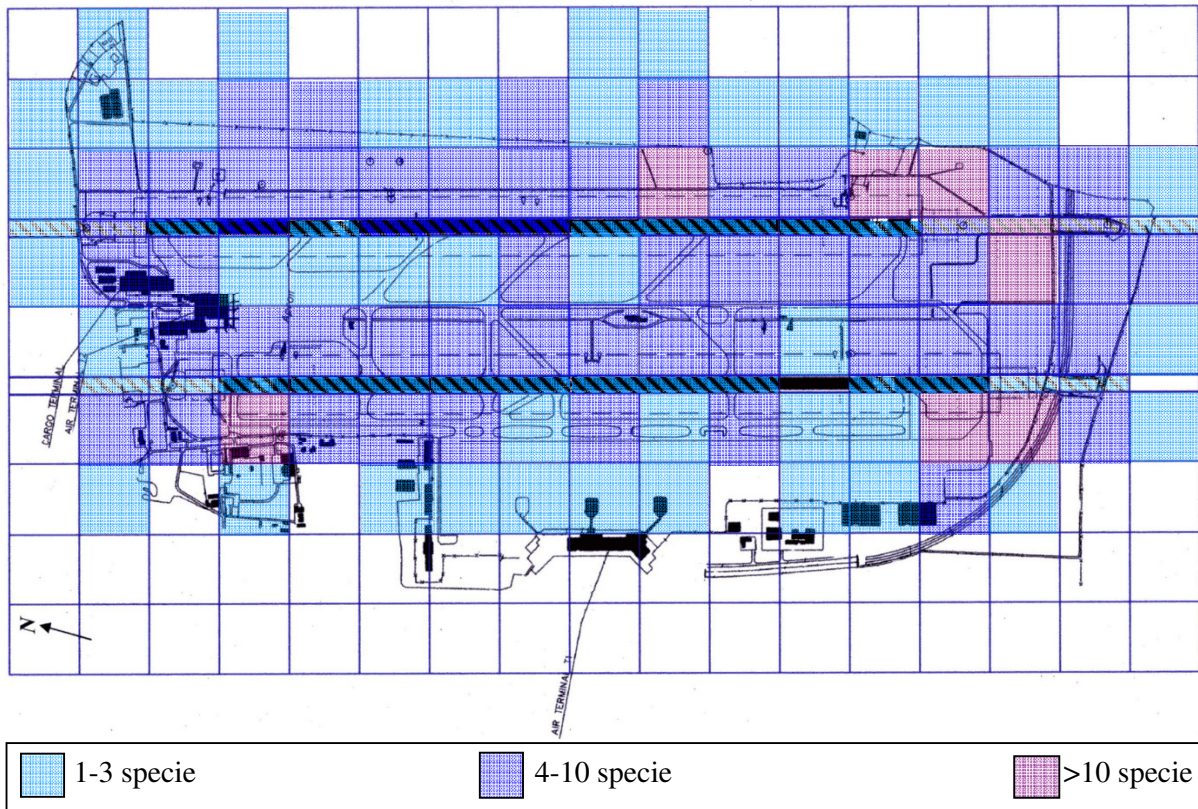 CARGO TERMINAL
AIR TERMINAL
N
AIR TERMINAL T1
1-3 specie
4-10 specie
>10 specie